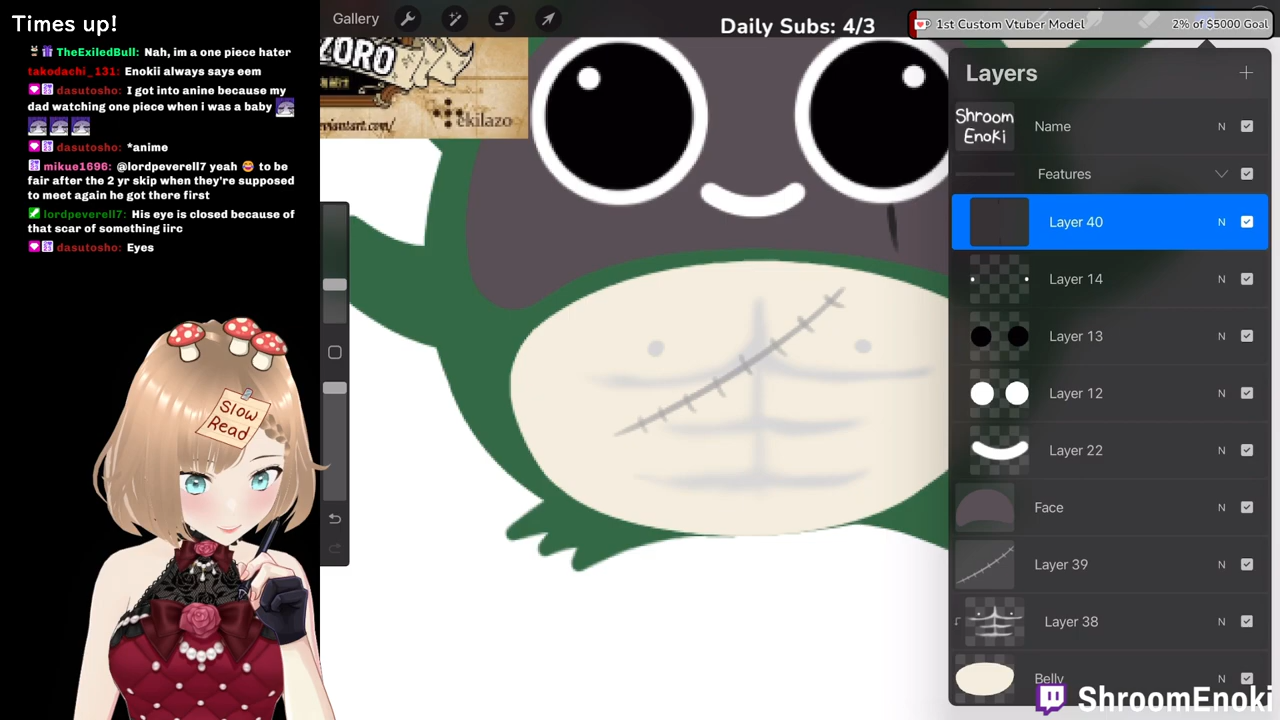 Times up!
TheExiledBull: Nah, im a one piece hater
takodachi_131: Enokii always says eem
dasutosho: I got into anine because my
dad watching one piece when i was a baby
dasutosho: *anime
mikue1696: @lordpeverell7 yeah 😅 to be
fair after the 2 yr skip when they're supposed
to meet again he got there first
lordpeverell7: His eye is closed because of
that scar of something iirc
dasutosho: Eyes
Slow
Read
Gallery
Daily Subs: 4/3
1st Custom Vtuber Model
2% of $5000 Goal
ZORO
ekilazo
Layers
Shroom
Enoki
Name
N
Features
Layer 40
N
Layer 14
N
Layer 13
N
Layer 12
N
Layer 22
N
Face
N
Layer 39
N
Layer 38
N
Belly
N
ShroomEnoki